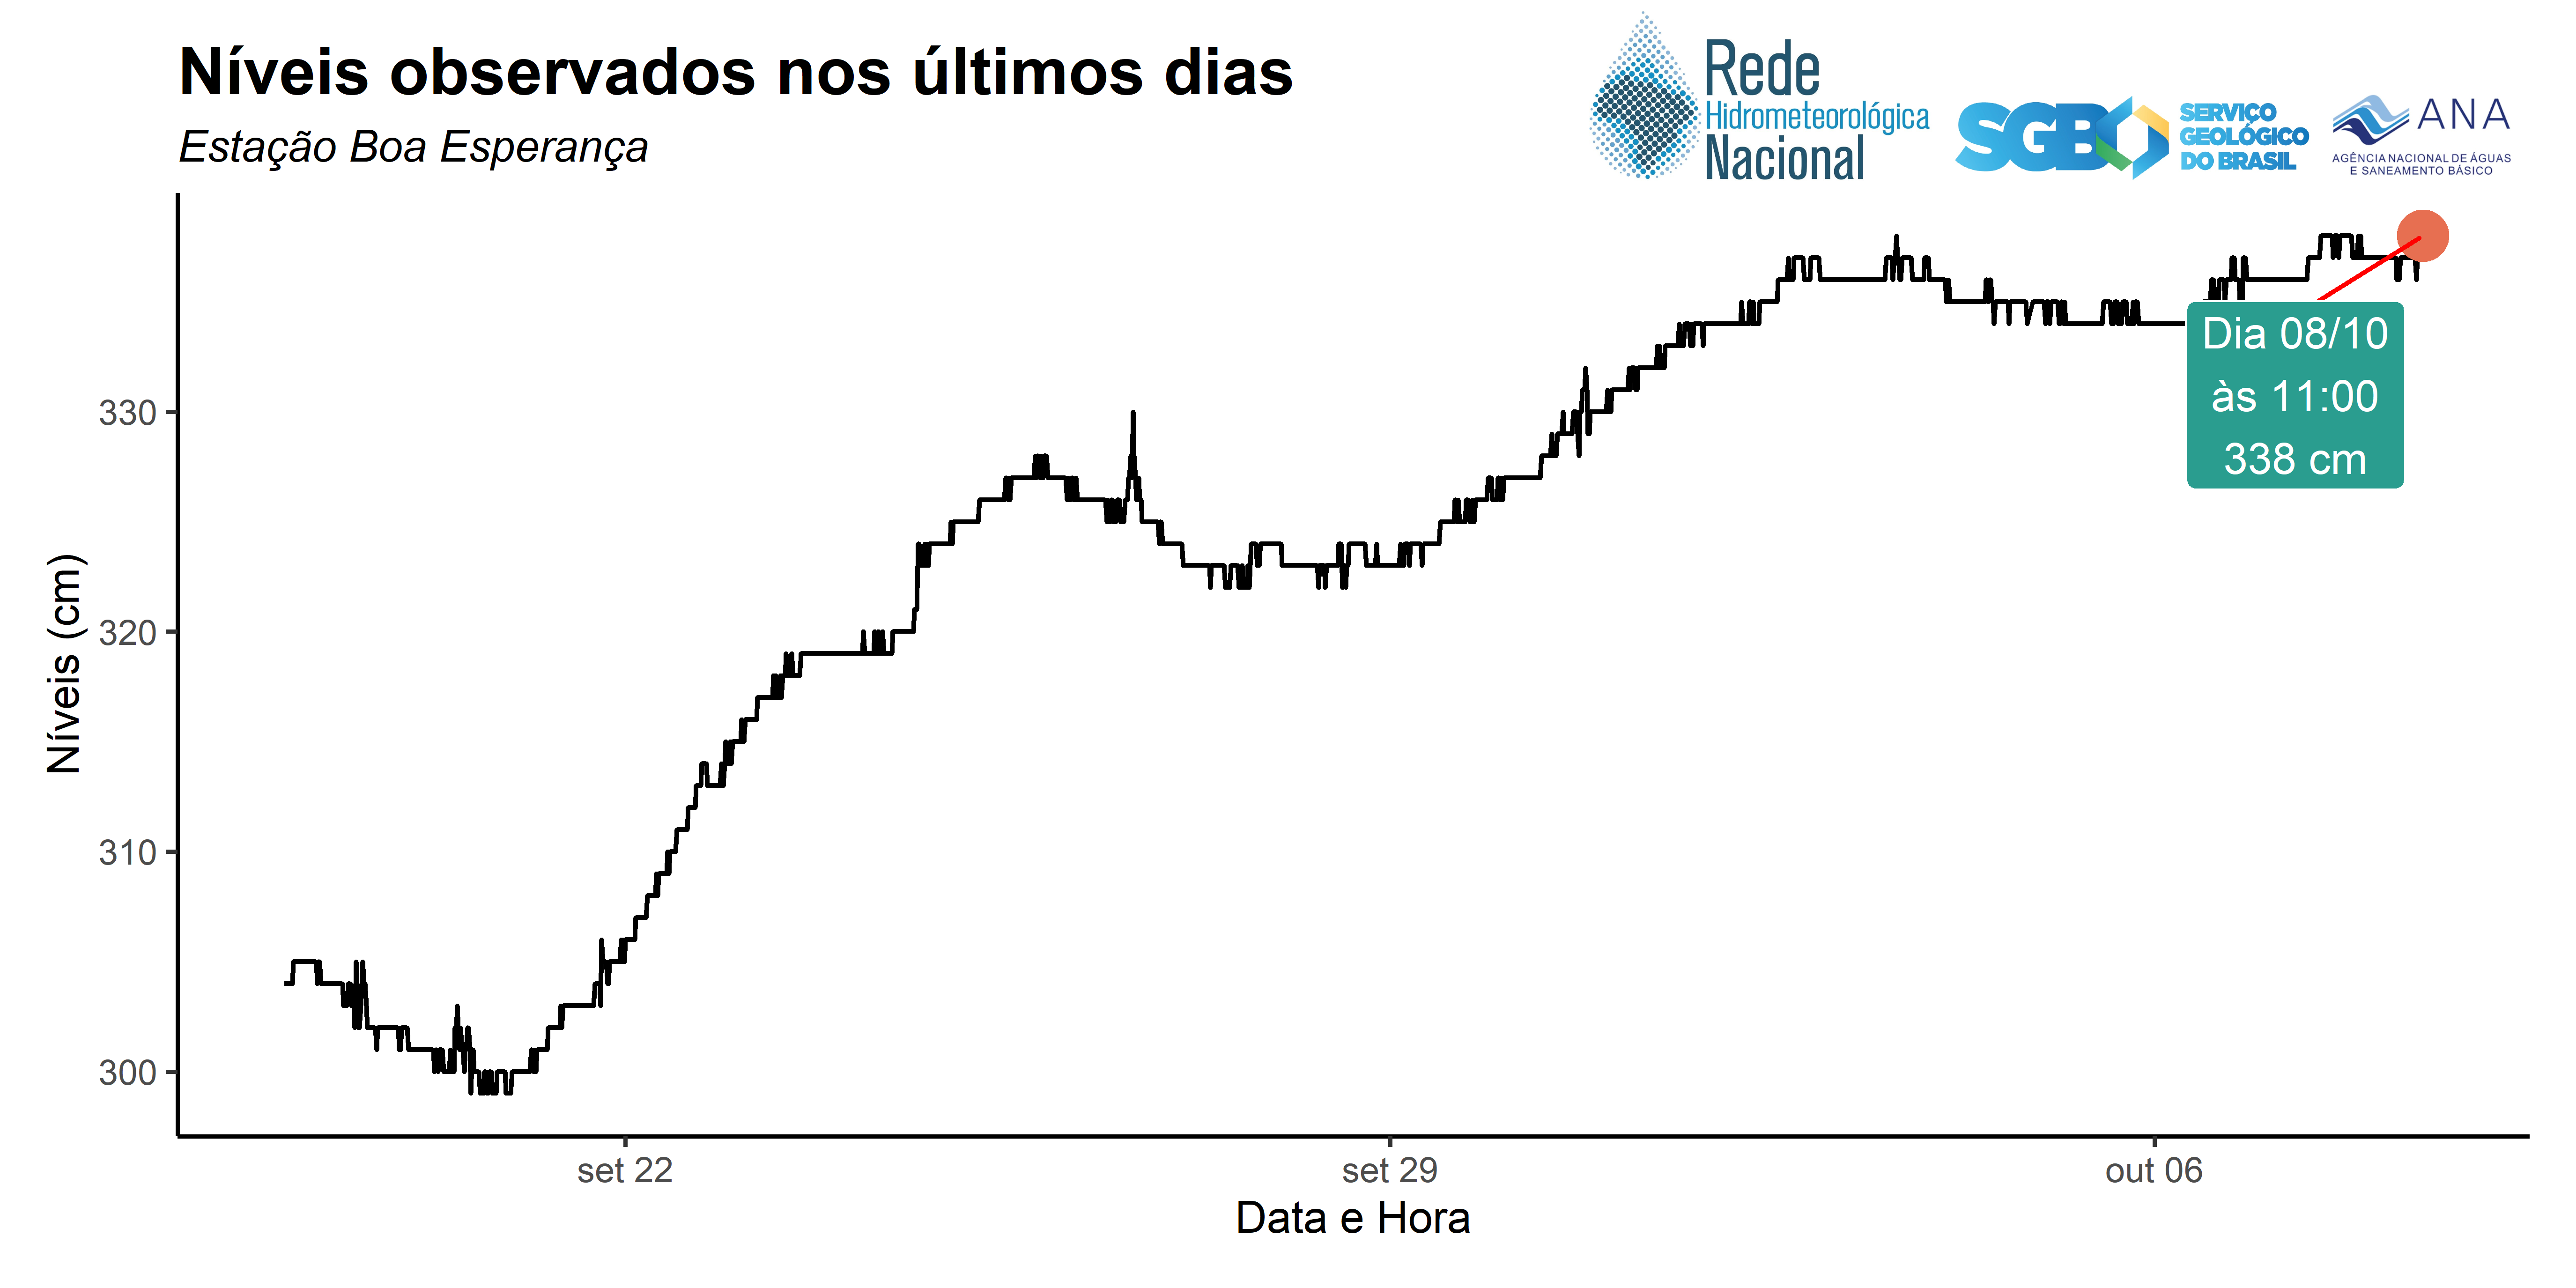 Níveis observados nos últimos dias
Estação Boa Esperança
Rede
Hidrometeorológica
Nacional
SGB
SERVIÇO
GEOLÓGICO
DO BRASIL
ANA
AGÊNCIA NACIONAL DE ÁGUAS
E SANEAMENTO BÁSICO
Níveis (cm)
330
320
310
300
Dia 08/10
às 11:00
338 cm
set 22
set 29
out 06
Data e Hora